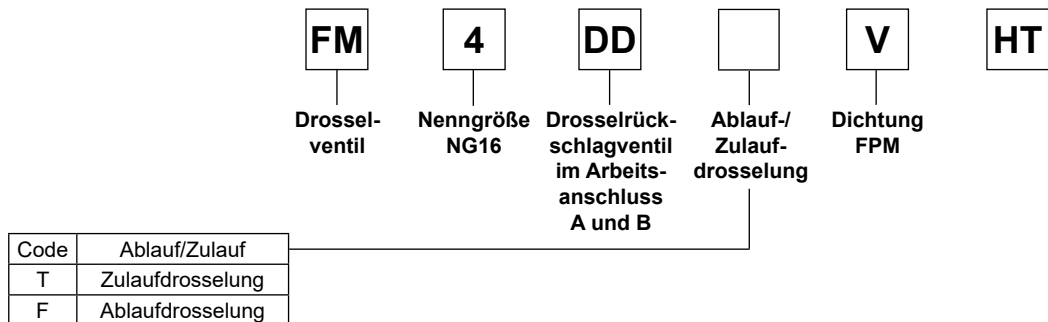 FM 4 DD V HT
Drossel-
ventil
Nenngröße
NG16
Drosselrück-
schlagventil
im Arbeits-
anschluss
A und B
Ablauf-/
Zulauf-
drosselung
Dichtung
FPM
Code Ablauf/Zulauf
T Zulaufdrosselung
F Ablaufdrosselung